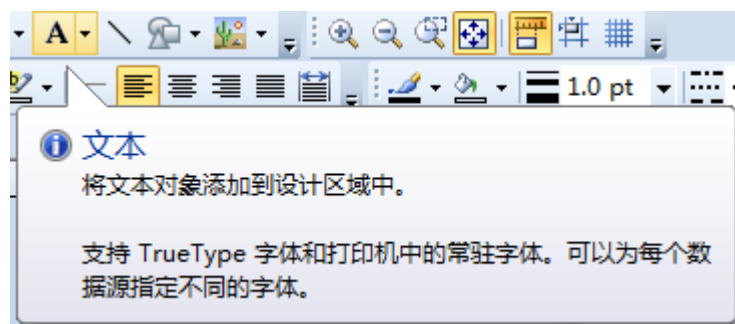 A
1.0 pt
文本
将文本对象添加到设计区域中。
支持 TrueType 字体和打印机中的常驻字体。可以为每个数
据源指定不同的字体。